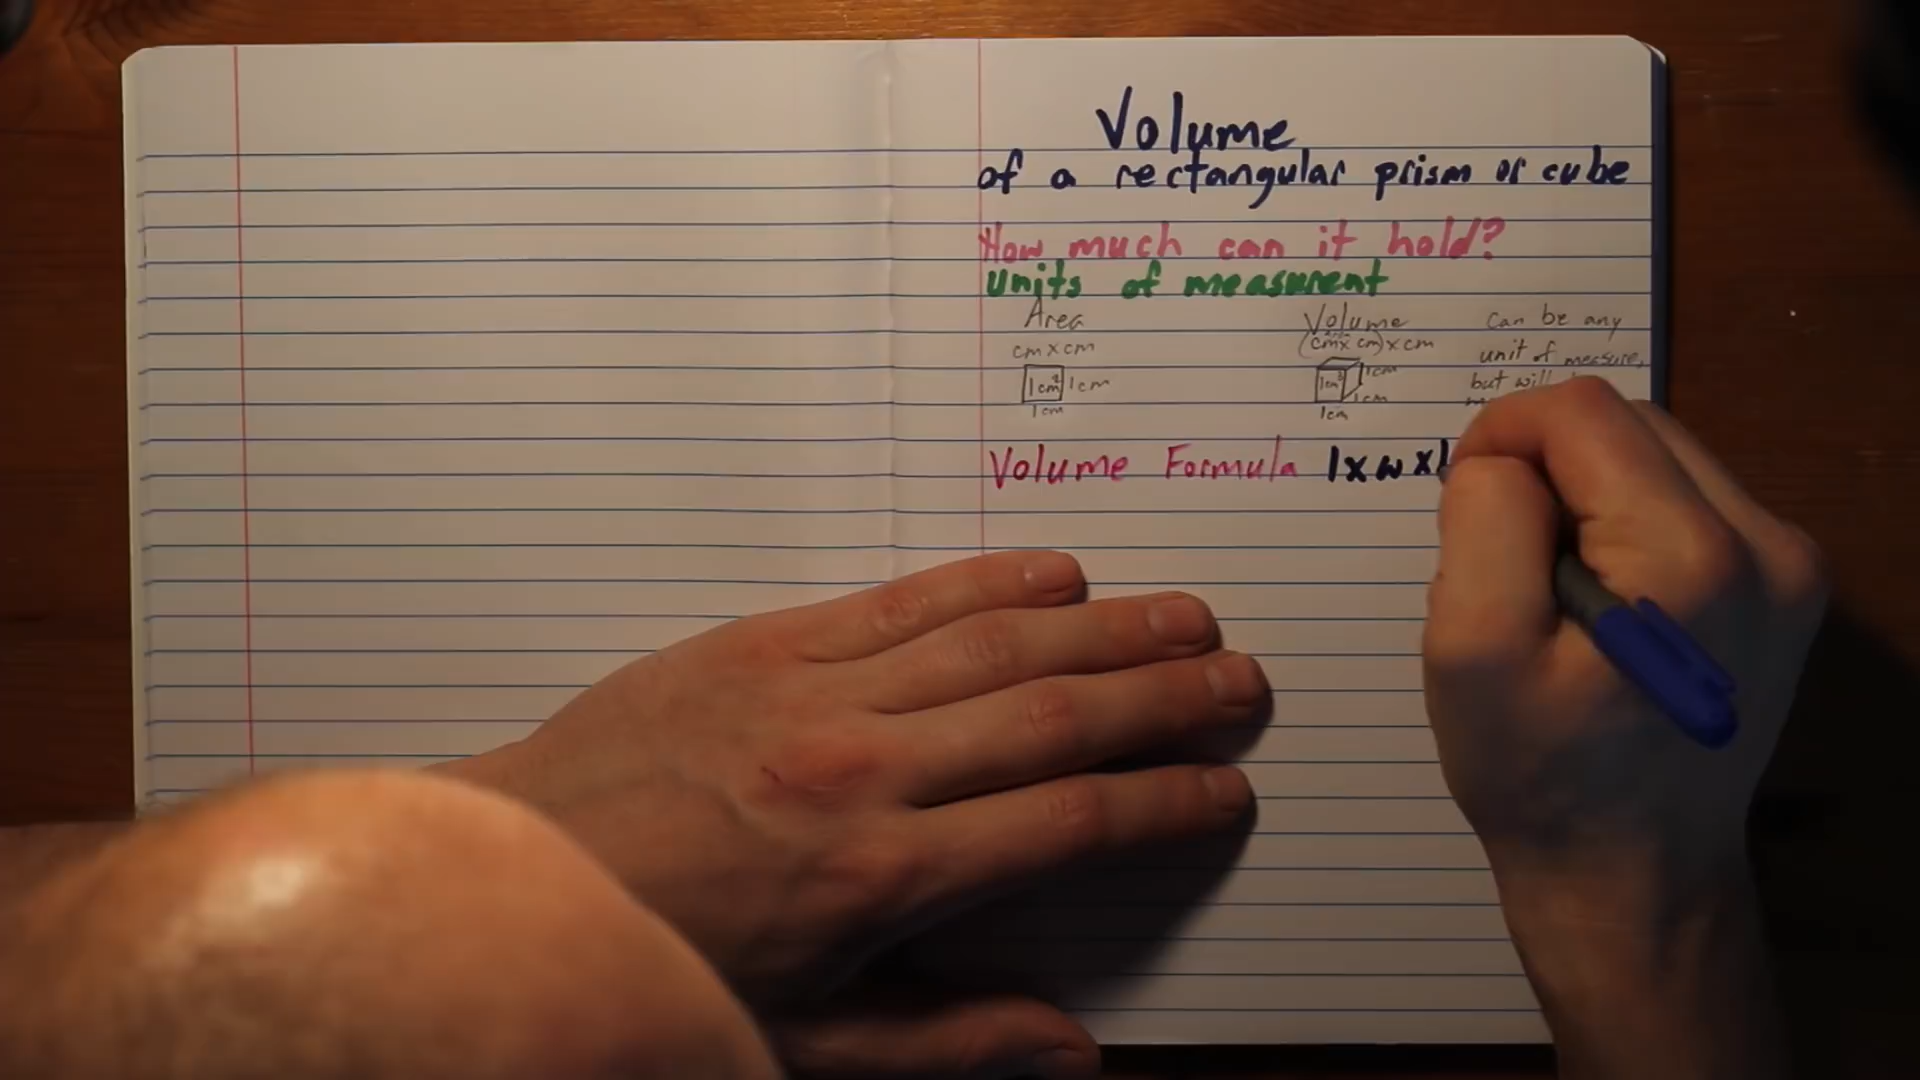 Volume
of a rectangular prism or cube
How much can it hold?
Units of measurent
Area
cm x cm
1cm²
1cm
1cm
Volume
(cm x cm) x cm
1cm³
1cm
1cm
1cm
Can be any
unit of measure,
but will
Volume Formula l x w x